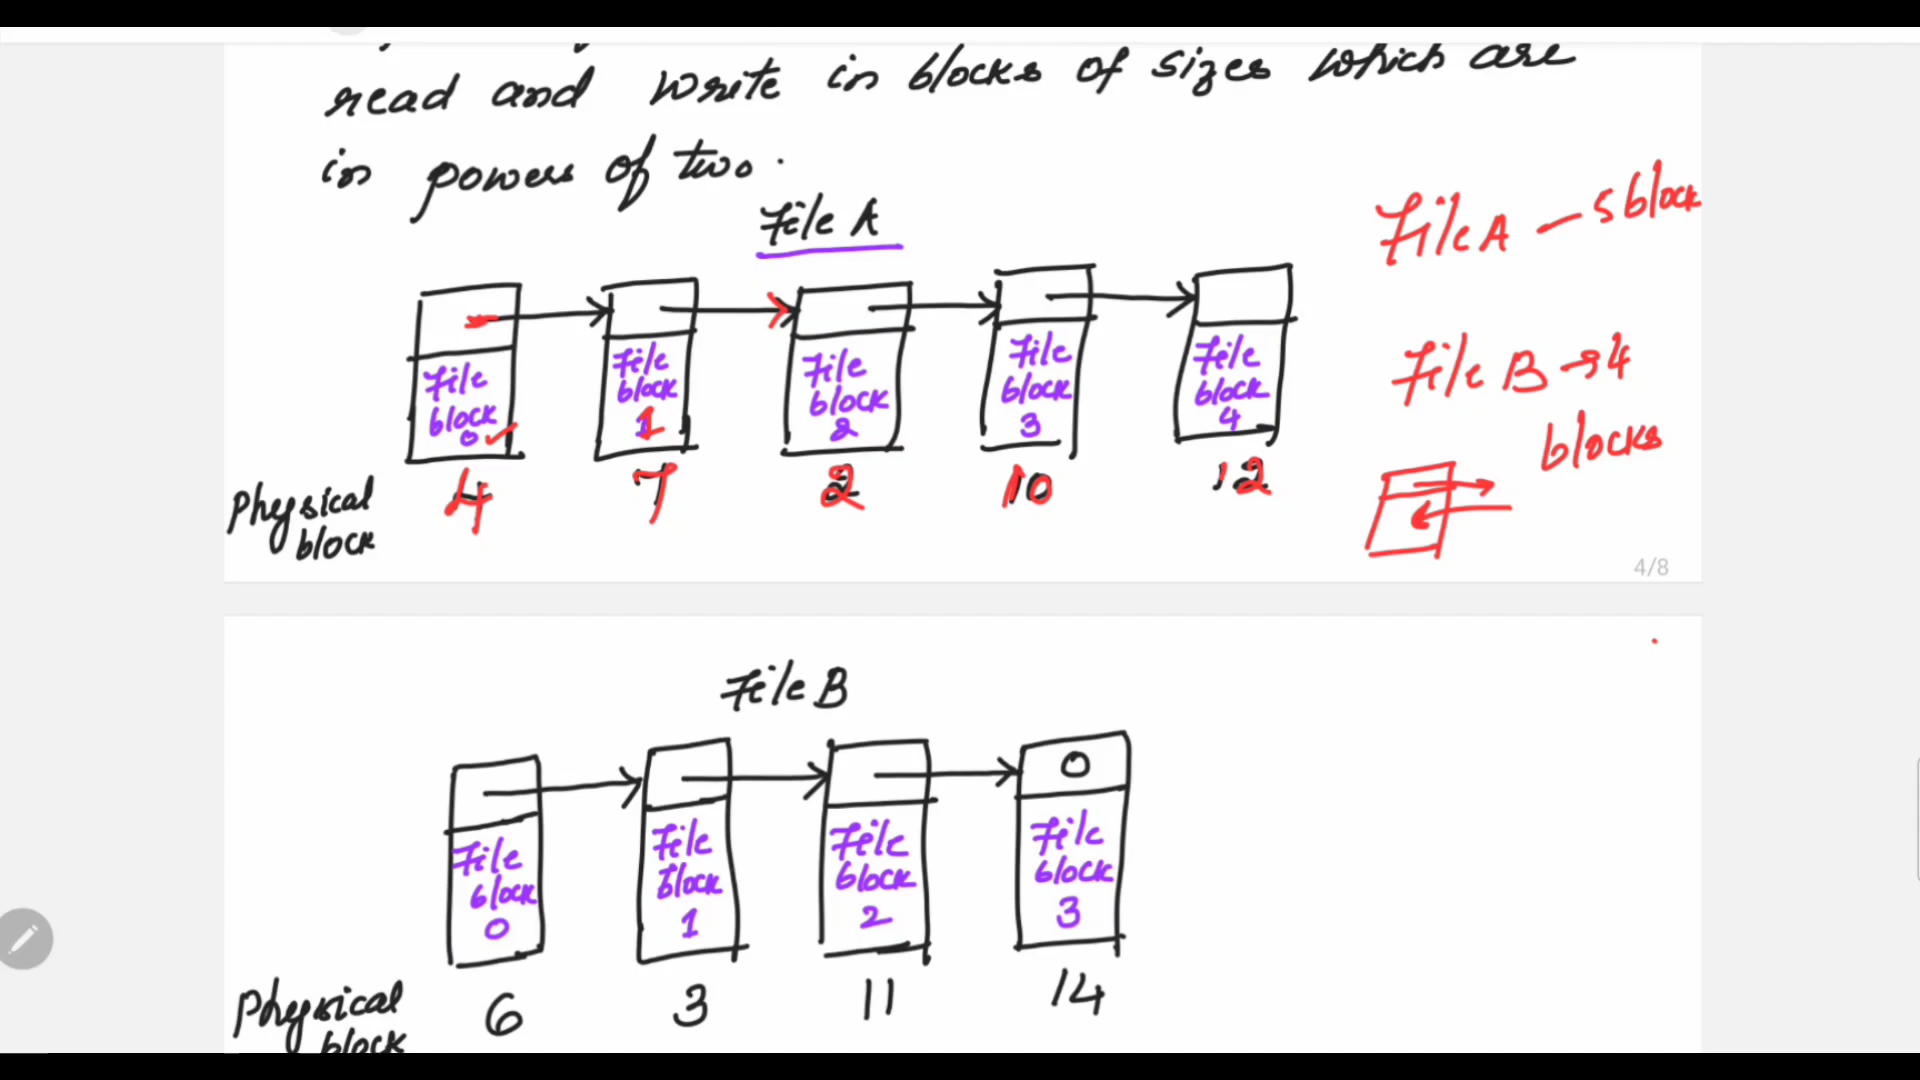 read and write in blocks of sizes which are
in powers of two.
File A
File A - 5 block
File block 0
File block 1
File block 2
File block 3
File block 4
File B → 4
blocks
Physical block
4 7 2 10 12
4/8
File B
0
File block 0
File block 1
File block 2
File block 3
Physical block
6 3 11 14